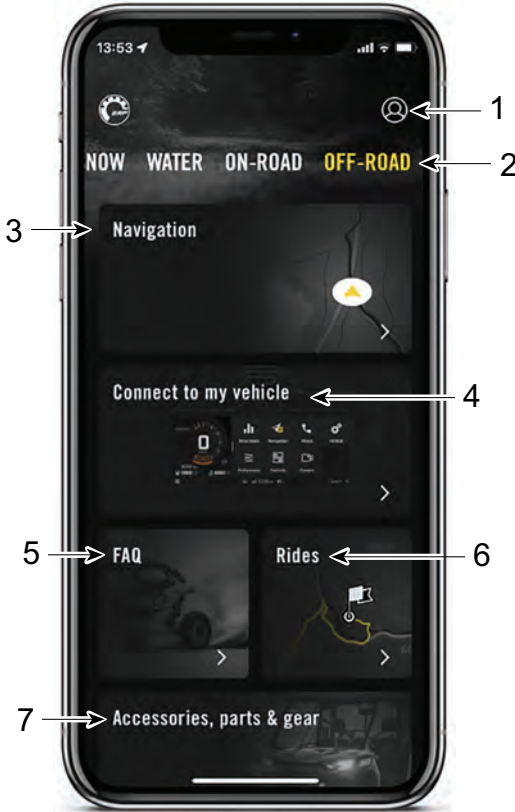 13:53
1
NOW WATER ON-ROAD OFF-ROAD
2
3
Navigation
Connect to my vehicle
4
0
5
FAQ
Rides
6
7
Accessories, parts & gear